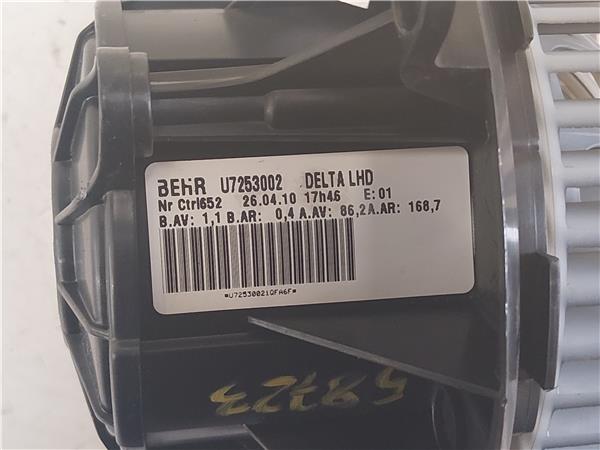 BEHR U7253002 DELTA LHD
Nr Ctrl652 26.04.10 17h46 E:01
B.AV: 1,1 B.AR: 0,4 A.AV: 86,2 A.AR: 168,7
*U72530021QFA6F*
58723